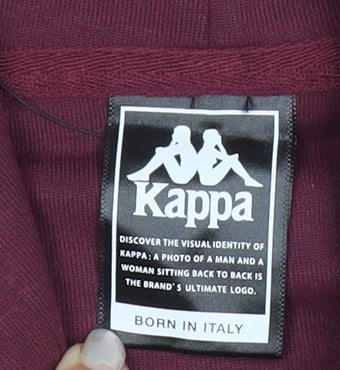 Kappa
DISCOVER THE VISUAL IDENTITY OF
KAPPA: A PHOTO OF A MAN AND A
WOMAN SITTING BACK TO BACK IS
THE BRAND'S ULTIMATE LOGO.
BORN IN ITALY